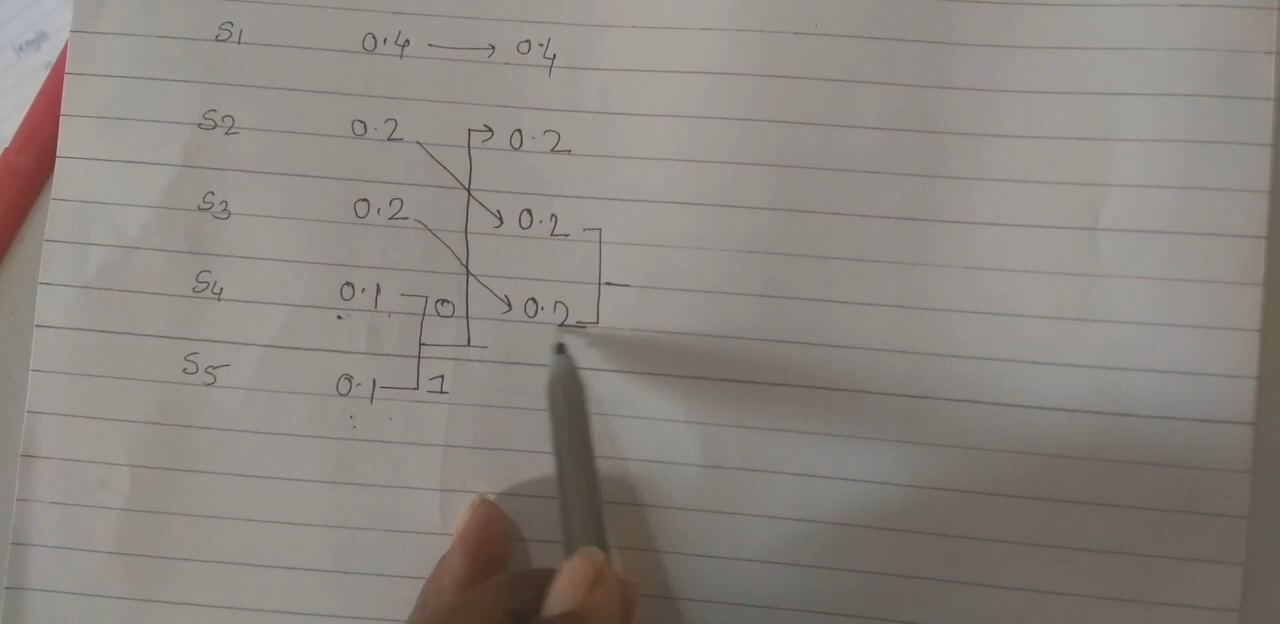 S1 0.4 → 0.4
S2 0.2 → 0.2
S3 0.2 → 0.2
S4 0.1 0 → 0.2
S5 0.1 1